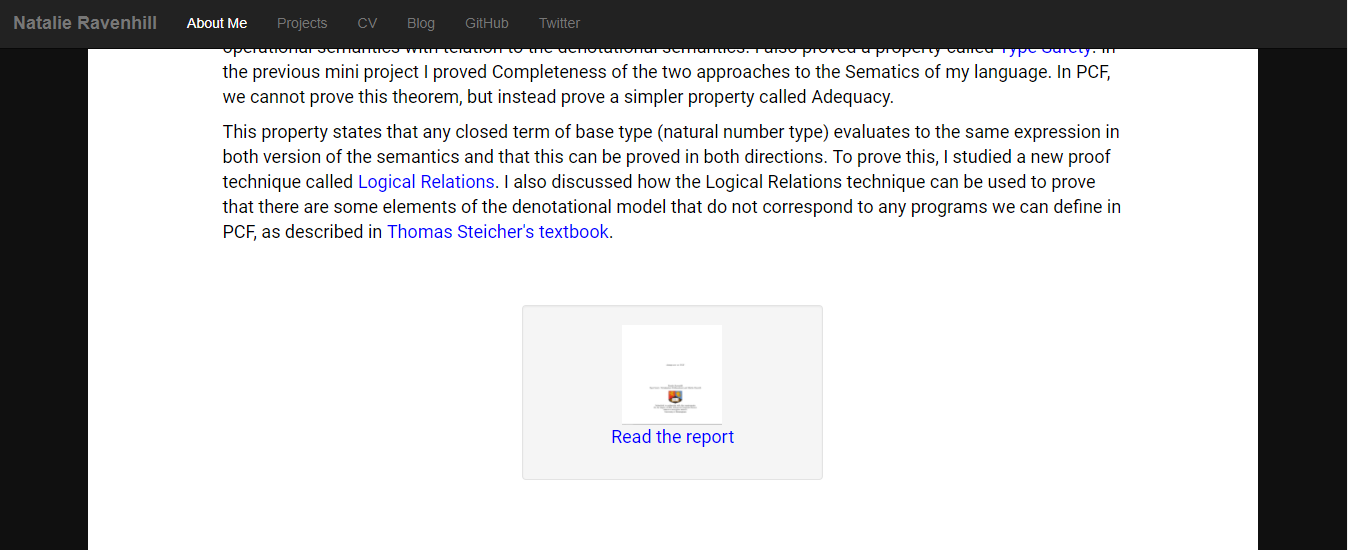 Natalie Ravenhill About Me Projects CV Blog GitHub Twitter
operational semantics with relation to the denotational semantics. I also proved a property called Type Safety. In
the previous mini project I proved Completeness of the two approaches to the Sematics of my language. In PCF,
we cannot prove this theorem, but instead prove a simpler property called Adequacy.
This property states that any closed term of base type (natural number type) evaluates to the same expression in
both version of the semantics and that this can be proved in both directions. To prove this, I studied a new proof
technique called Logical Relations. I also discussed how the Logical Relations technique can be used to prove
that there are some elements of the denotational model that do not correspond to any programs we can define in
PCF, as described in Thomas Steicher's textbook.
Read the report